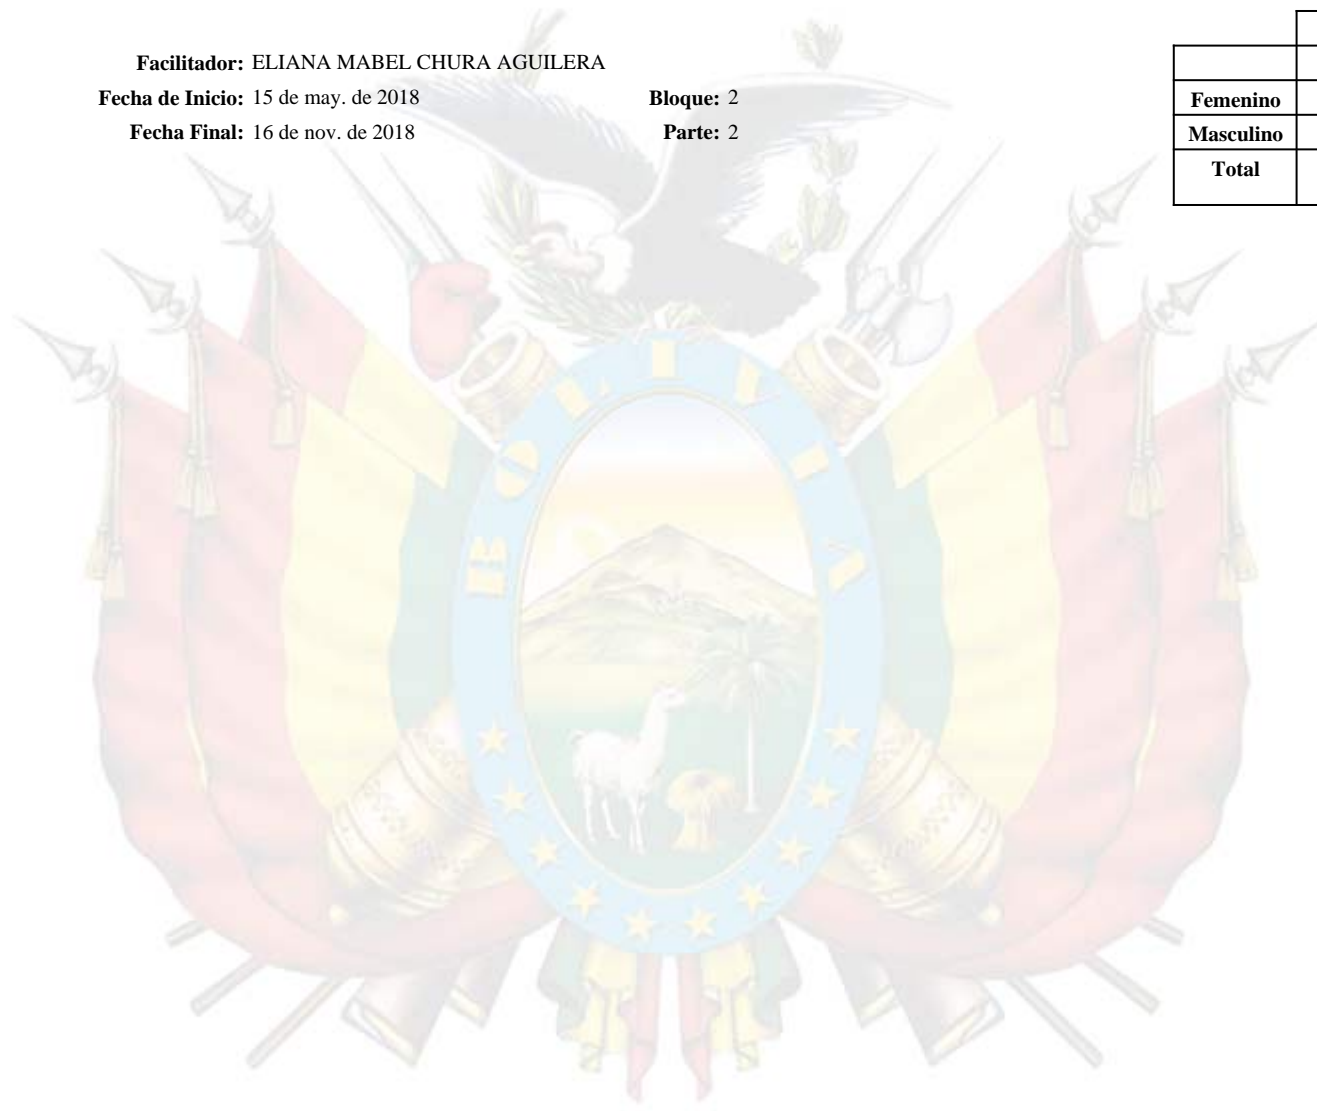 Facilitador: ELIANA MABEL CHURA AGUILERA
Fecha de Inicio: 15 de may. de 2018 Bloque: 2
Fecha Final: 16 de nov. de 2018 Parte: 2
Femenino
Masculino
Total
BOLIVIA